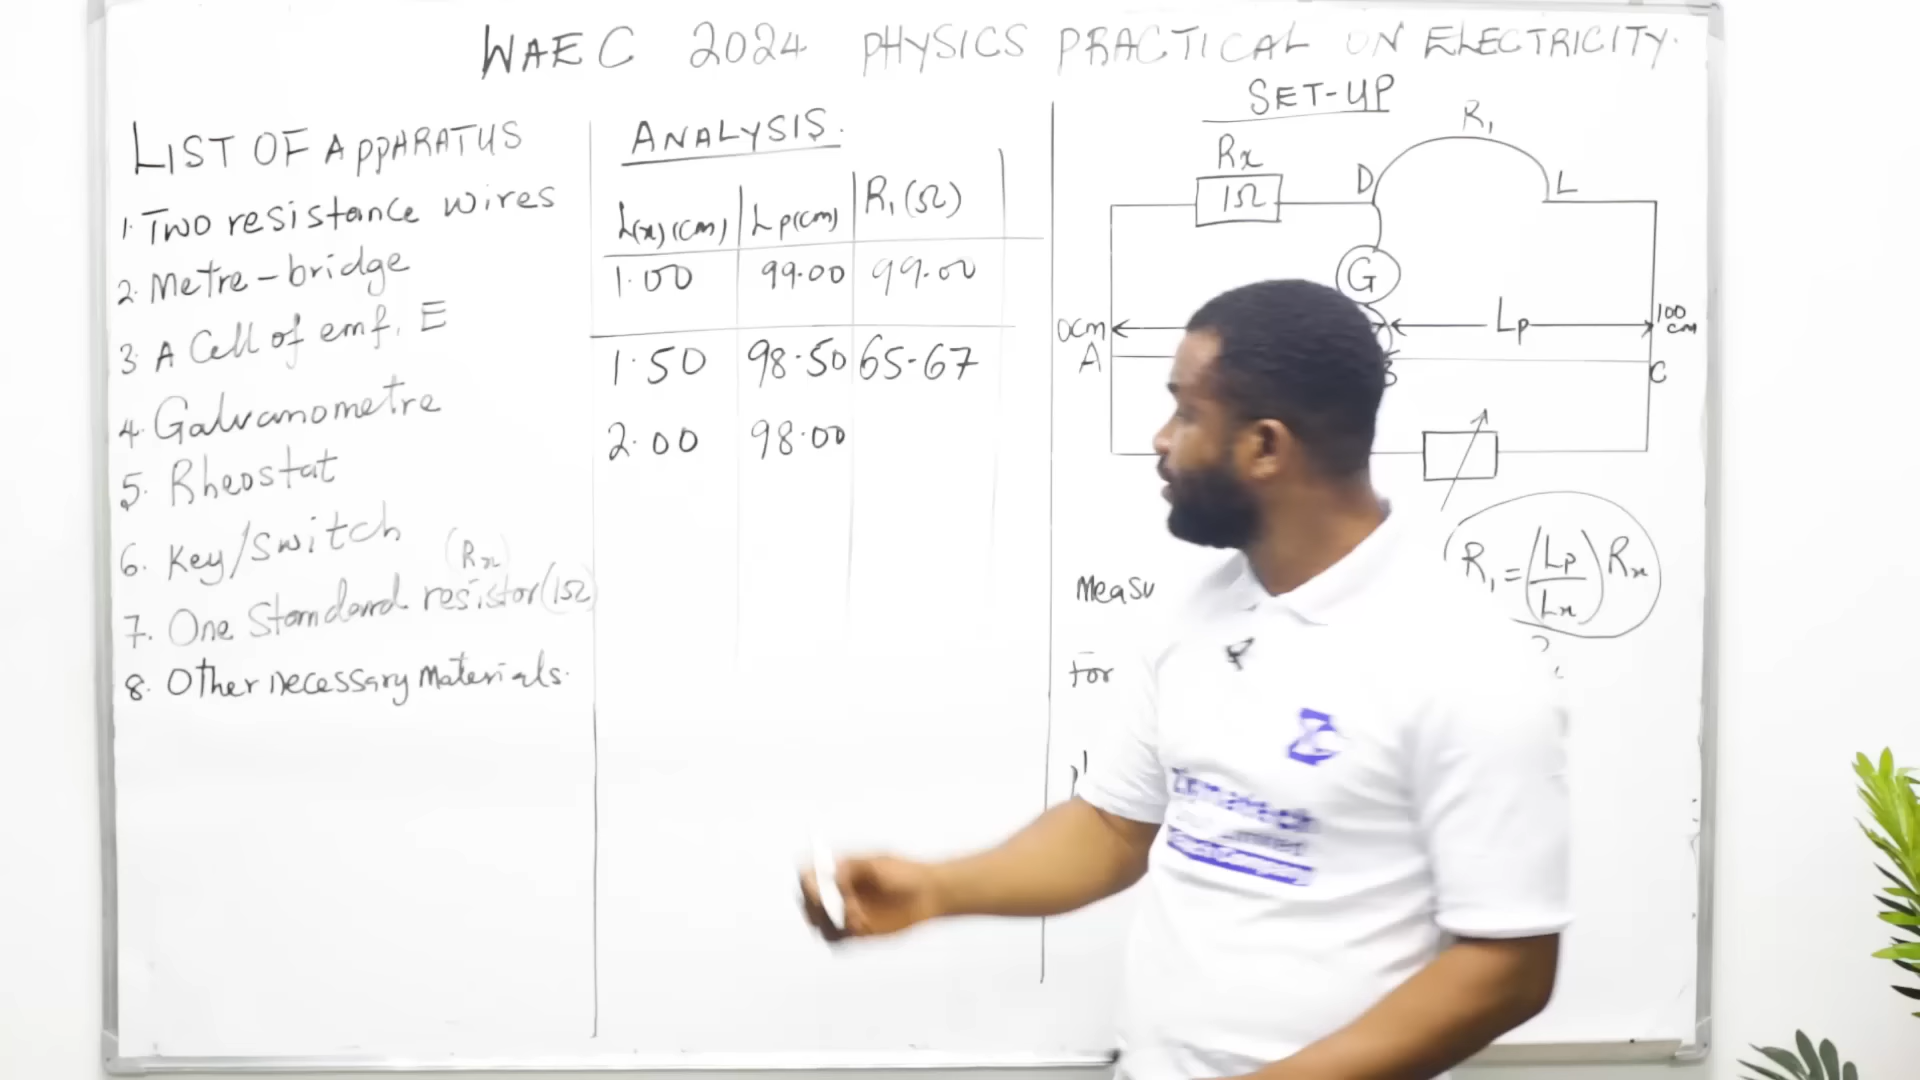 WAEC 2024 PHYSICS PRACTICAL ON ELECTRICITY.
LIST OF APPARATUS
1. Two resistance wires
2. Metre-bridge
3. A Cell of emf, E
4. Galvanometre
5. Rheostat
6. Key/switch
(Rx)
7. One Standard resistor (1Ω)
8. Other necessary materials.
ANALYSIS.
L(x)(cm) Lp(cm) R₁(Ω)
1.00 99.00 99.00
1.50 98.50 65.67
2.00 98.00
SET-UP
R₁
Rx
1Ω
D
L
G
0cm
Lp
100 cm
A
B
C
R₁ = (Lp/Lx) Rx
Measu
For